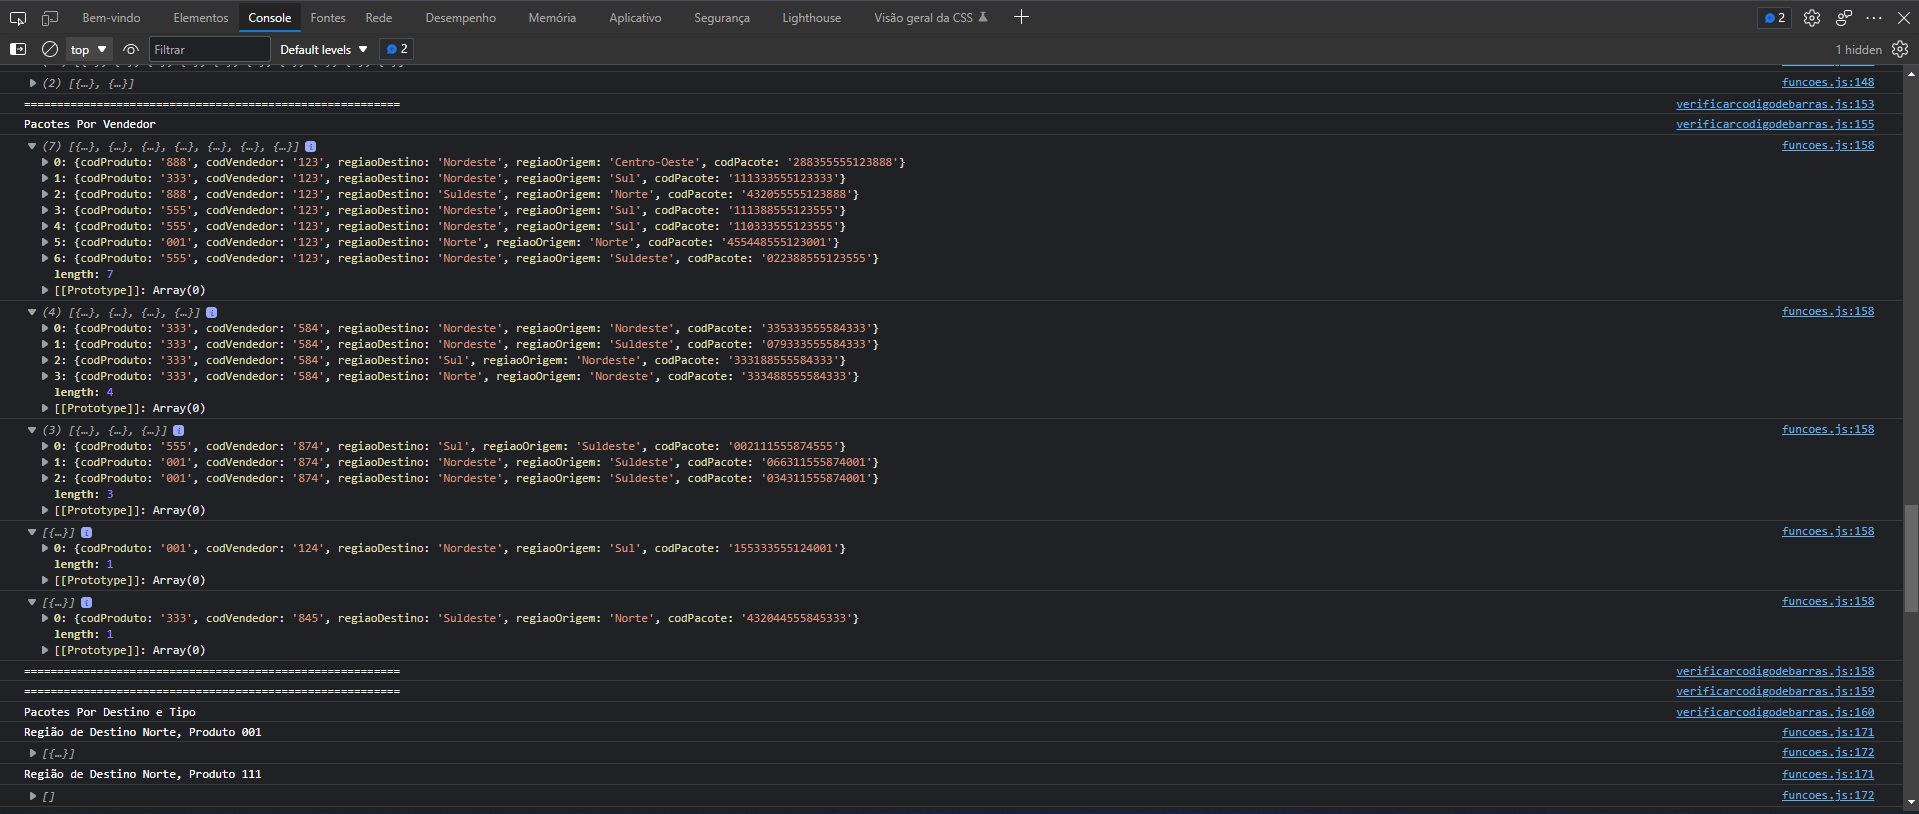 Bem-vindo Elementos Console Fontes Rede Desempenho Memória Aplicativo Segurança Lighthouse Visão geral da CSS 2
top Filtrar Default levels 2 1 hidden
(2) [{…}, {…}] funcoes.js:148
========================================================= verificarcodigodebarras.js:153
Pacotes Por Vendedor verificarcodigodebarras.js:155
(7) [{…}, {…}, {…}, {…}, {…}, {…}, {…}] i funcoes.js:158
0: {codProduto: '888', codVendedor: '123', regiaoDestino: 'Nordeste', regiaoOrigem: 'Centro-Oeste', codPacote: '288355555123888'}
1: {codProduto: '333', codVendedor: '123', regiaoDestino: 'Nordeste', regiaoOrigem: 'Sul', codPacote: '111333555123333'}
2: {codProduto: '888', codVendedor: '123', regiaoDestino: 'Suldeste', regiaoOrigem: 'Norte', codPacote: '432055555123888'}
3: {codProduto: '555', codVendedor: '123', regiaoDestino: 'Nordeste', regiaoOrigem: 'Sul', codPacote: '111388555123555'}
4: {codProduto: '555', codVendedor: '123', regiaoDestino: 'Nordeste', regiaoOrigem: 'Sul', codPacote: '110333555123555'}
5: {codProduto: '001', codVendedor: '123', regiaoDestino: 'Norte', regiaoOrigem: 'Norte', codPacote: '455448555123001'}
6: {codProduto: '555', codVendedor: '123', regiaoDestino: 'Nordeste', regiaoOrigem: 'Suldeste', codPacote: '022388555123555'}
length: 7
[[Prototype]]: Array(0)
(4) [{…}, {…}, {…}, {…}] i funcoes.js:158
0: {codProduto: '333', codVendedor: '584', regiaoDestino: 'Nordeste', regiaoOrigem: 'Nordeste', codPacote: '335333555584333'}
1: {codProduto: '333', codVendedor: '584', regiaoDestino: 'Nordeste', regiaoOrigem: 'Suldeste', codPacote: '079333555584333'}
2: {codProduto: '333', codVendedor: '584', regiaoDestino: 'Sul', regiaoOrigem: 'Nordeste', codPacote: '333188555584333'}
3: {codProduto: '333', codVendedor: '584', regiaoDestino: 'Norte', regiaoOrigem: 'Nordeste', codPacote: '333488555584333'}
length: 4
[[Prototype]]: Array(0)
(3) [{…}, {…}, {…}] i funcoes.js:158
0: {codProduto: '555', codVendedor: '874', regiaoDestino: 'Sul', regiaoOrigem: 'Suldeste', codPacote: '002111555874555'}
1: {codProduto: '001', codVendedor: '874', regiaoDestino: 'Nordeste', regiaoOrigem: 'Suldeste', codPacote: '066311555874001'}
2: {codProduto: '001', codVendedor: '874', regiaoDestino: 'Nordeste', regiaoOrigem: 'Suldeste', codPacote: '034311555874001'}
length: 3
[[Prototype]]: Array(0)
[{…}] i funcoes.js:158
0: {codProduto: '001', codVendedor: '124', regiaoDestino: 'Nordeste', regiaoOrigem: 'Sul', codPacote: '155333555124001'}
length: 1
[[Prototype]]: Array(0)
[{…}] i funcoes.js:158
0: {codProduto: '333', codVendedor: '845', regiaoDestino: 'Suldeste', regiaoOrigem: 'Norte', codPacote: '432044555845333'}
length: 1
[[Prototype]]: Array(0)
========================================================= verificarcodigodebarras.js:158
========================================================= verificarcodigodebarras.js:159
Pacotes Por Destino e Tipo verificarcodigodebarras.js:160
Região de Destino Norte, Produto 001 funcoes.js:171
[{…}] funcoes.js:172
Região de Destino Norte, Produto 111 funcoes.js:171
[] funcoes.js:172